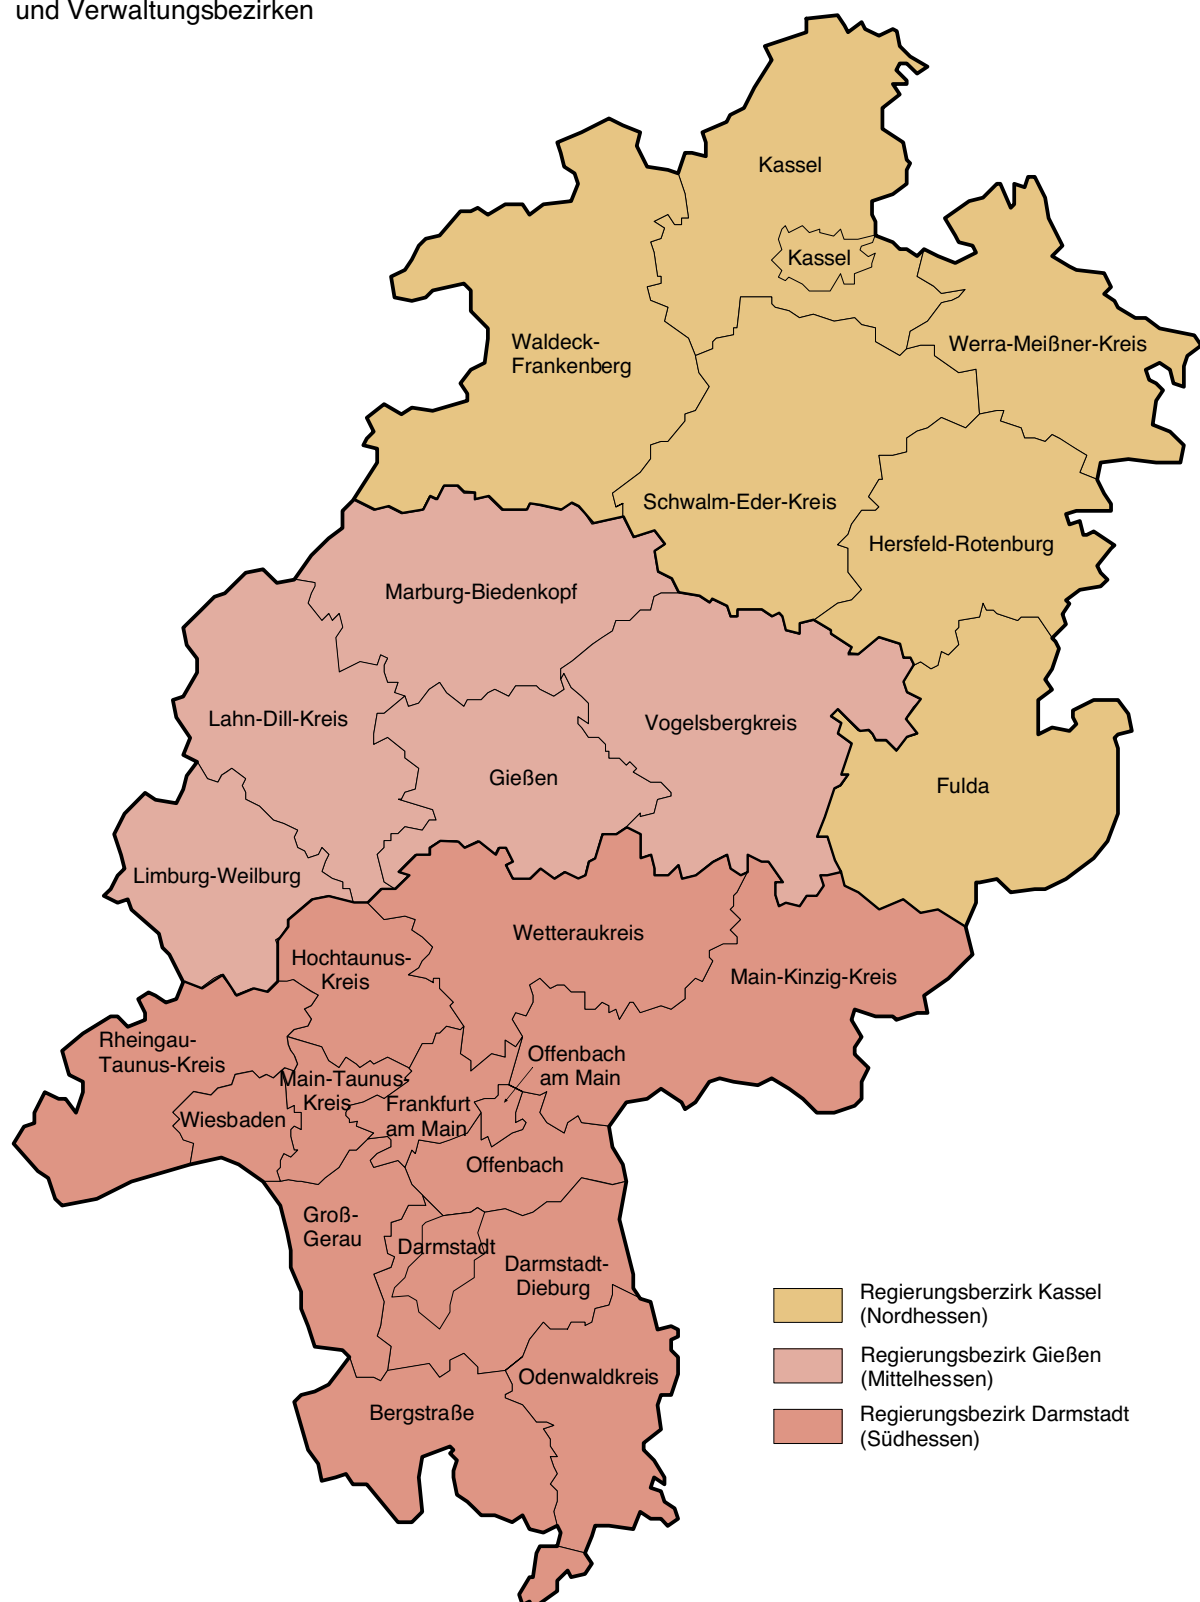 und Verwaltungsbezirken
Kassel
Kassel
Waldeck-
Frankenberg
Werra-Meißner-Kreis
Schwalm-Eder-Kreis
Hersfeld-Rotenburg
Marburg-Biedenkopf
Lahn-Dill-Kreis
Vogelsbergkreis
Gießen
Fulda
Limburg-Weilburg
Wetteraukreis
Hochtaunus-
Kreis
Main-Kinzig-Kreis
Rheingau-
Taunus-Kreis
Offenbach
am Main
Main-Taunus-
Kreis
Frankfurt
am Main
Wiesbaden
Offenbach
Groß-
Gerau
Darmstadt
Darmstadt-
Dieburg
Odenwaldkreis
Bergstraße
Regierungsberzirk Kassel
(Nordhessen)
Regierungsbezirk Gießen
(Mittelhessen)
Regierungsbezirk Darmstadt
(Südhessen)